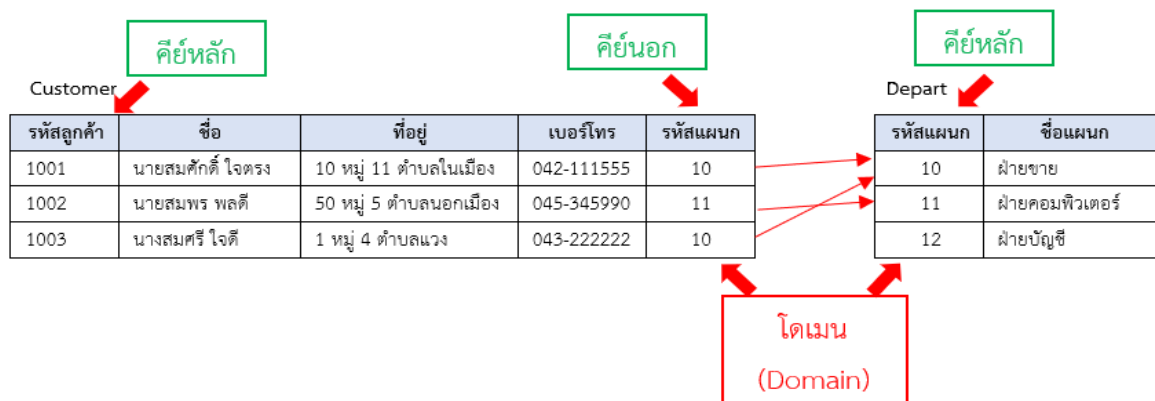 คีย์หลัก
คีย์นอก
คีย์หลัก
Customer
Depart
รหัสลูกค้า ชื่อ ที่อยู่ เบอร์โทร รหัสแผนก
1001 นายสมศักดิ์ ใจตรง 10 หมู่ 11 ตำบลในเมือง 042-111555 10
1002 นายสมพร พลดี 50 หมู่ 5 ตำบลนอกเมือง 045-345990 11
1003 นางสมศรี ใจดี 1 หมู่ 4 ตำบลแวง 043-222222 10
รหัสแผนก ชื่อแผนก
10 ฝ่ายขาย
11 ฝ่ายคอมพิวเตอร์
12 ฝ่ายบัญชี
โดเมน
(Domain)